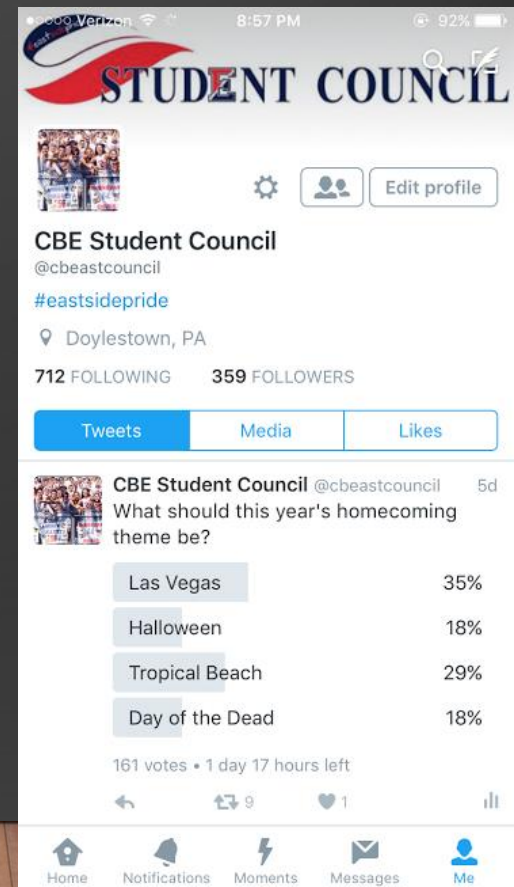 Verizon 8:57 PM 92%
eastsidepride
STUDENT COUNCIL
Edit profile
CBE Student Council
@cbeastcouncil
#eastsidepride
Doylestown, PA
712 FOLLOWING 359 FOLLOWERS
Tweets Media Likes
CBE Student Council @cbeastcouncil 5d
What should this year's homecoming
theme be?
Las Vegas 35%
Halloween 18%
Tropical Beach 29%
Day of the Dead 18%
161 votes • 1 day 17 hours left
9 1
Home Notifications Moments Messages Me